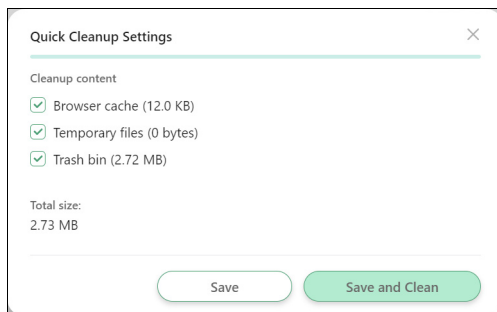 Quick Cleanup Settings
Cleanup content
Browser cache (12.0 KB)
Temporary files (0 bytes)
Trash bin (2.72 MB)
Total size:
2.73 MB
Save
Save and Clean